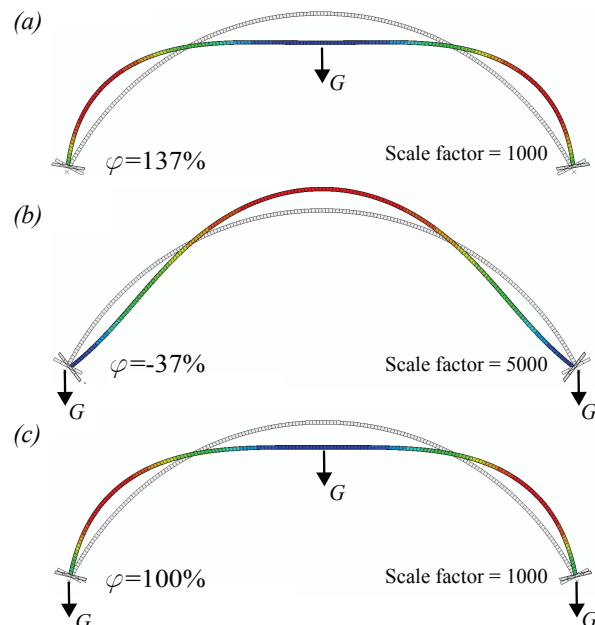 (a)
G
φ=137%
Scale factor = 1000
(b)
φ=-37%
Scale factor = 5000
G
G
(c)
G
φ=100%
Scale factor = 1000
G
G